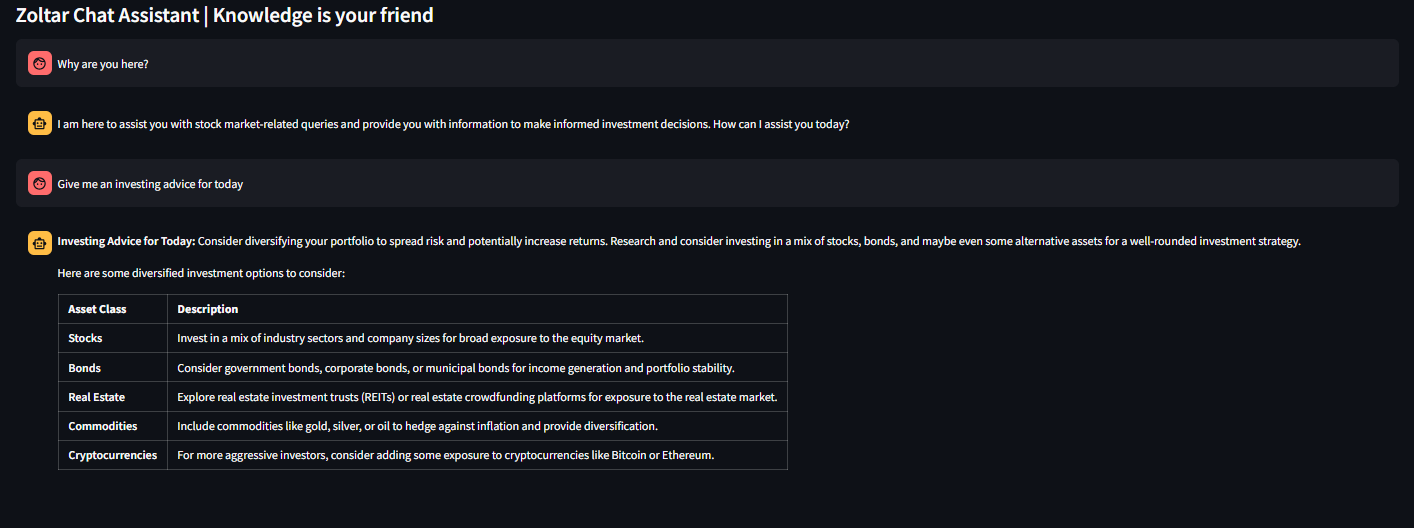 Zoltar Chat Assistant | Knowledge is your friend
Why are you here?
I am here to assist you with stock market-related queries and provide you with information to make informed investment decisions. How can I assist you today?
Give me an investing advice for today
Investing Advice for Today: Consider diversifying your portfolio to spread risk and potentially increase returns. Research and consider investing in a mix of stocks, bonds, and maybe even some alternative assets for a well-rounded investment strategy.
Here are some diversified investment options to consider:
Asset Class Description
Stocks Invest in a mix of industry sectors and company sizes for broad exposure to the equity market.
Bonds Consider government bonds, corporate bonds, or municipal bonds for income generation and portfolio stability.
Real Estate Explore real estate investment trusts (REITs) or real estate crowdfunding platforms for exposure to the real estate market.
Commodities Include commodities like gold, silver, or oil to hedge against inflation and provide diversification.
Cryptocurrencies For more aggressive investors, consider adding some exposure to cryptocurrencies like Bitcoin or Ethereum.